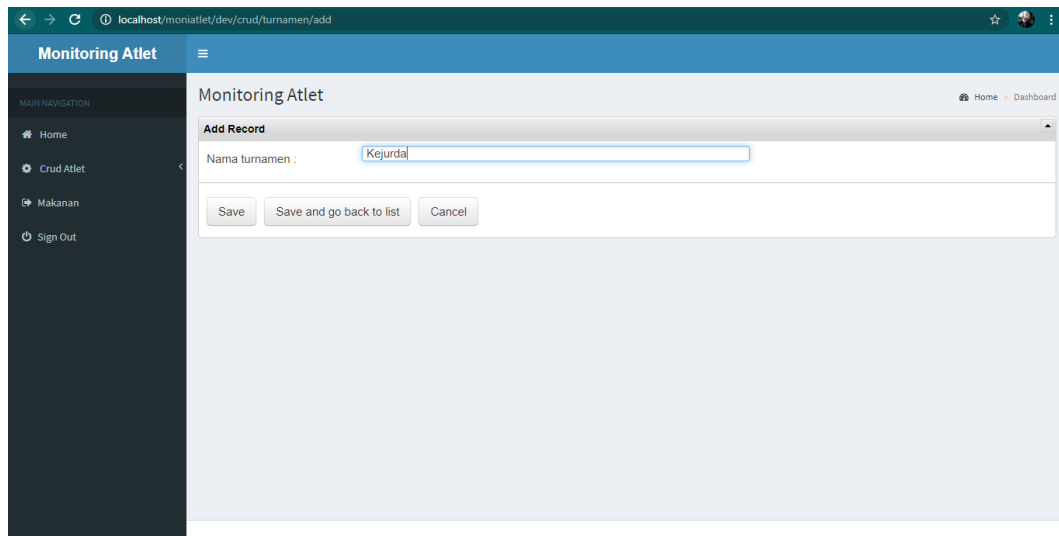 localhost/moniatlet/dev/crud/turnamen/add
Monitoring Atlet
MAIN NAVIGATION
Home
Crud Atlet
Makanan
Sign Out
Monitoring Atlet
Home > Dashboard
Add Record
Nama turnamen :
Kejurda
Save
Save and go back to list
Cancel